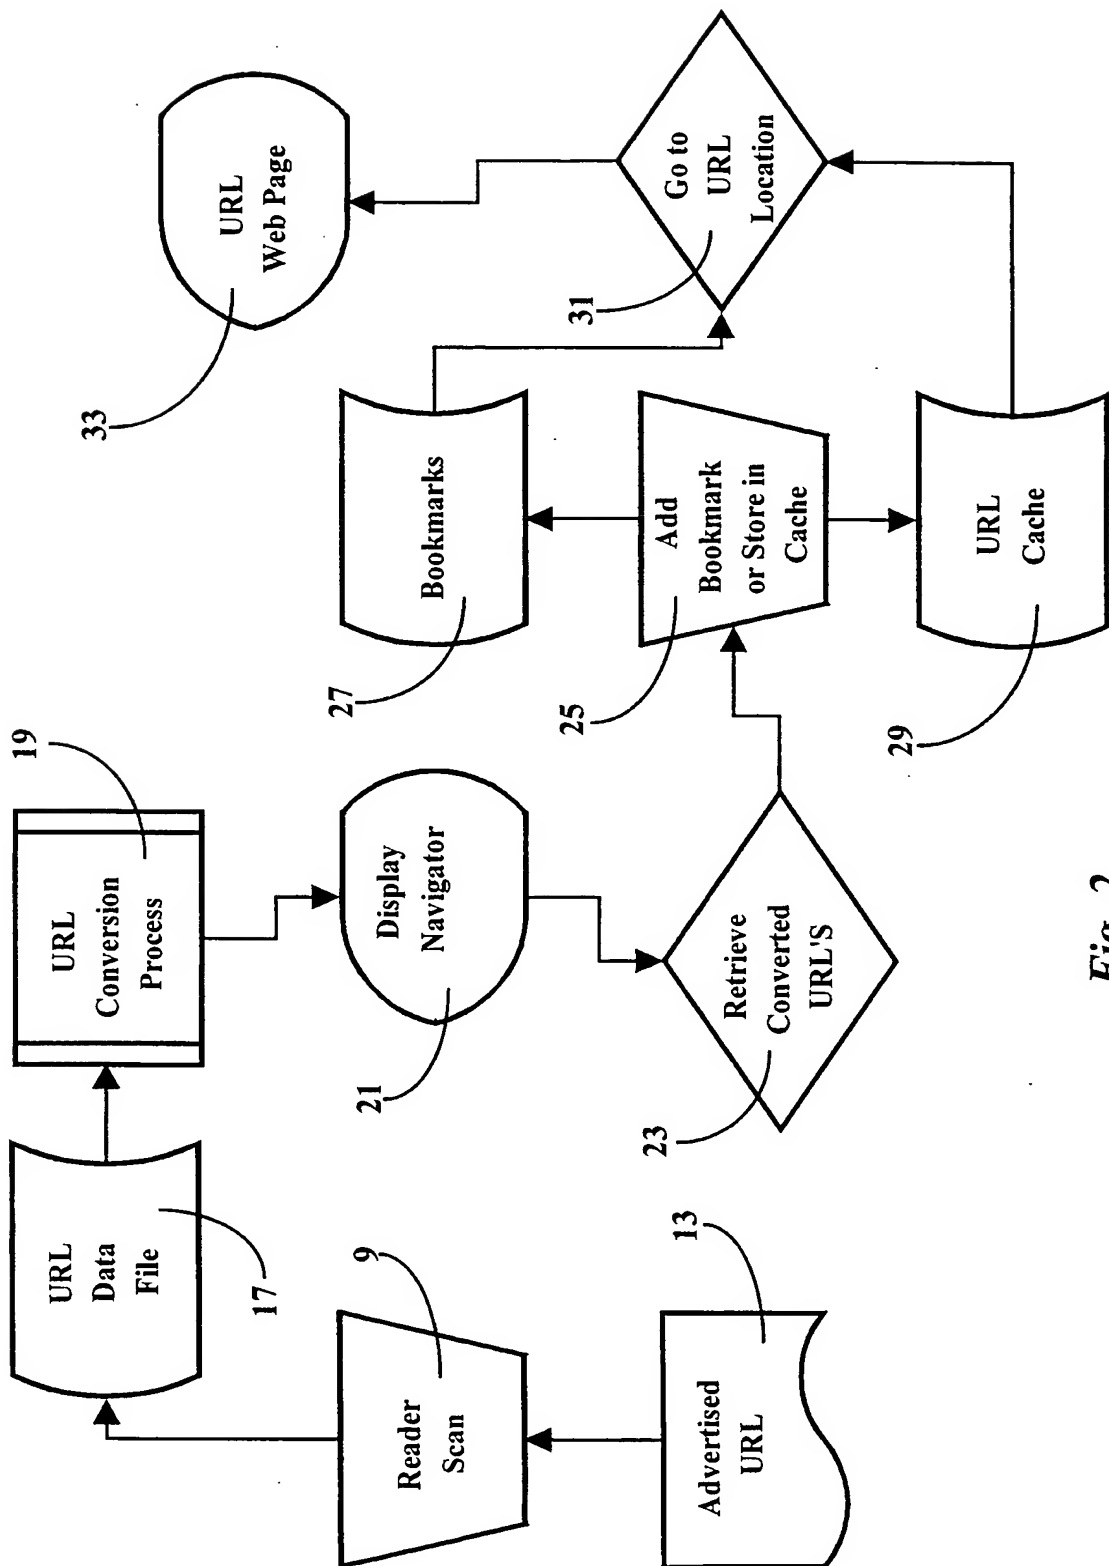 Advertised
URL
13
Reader
Scan
9
URL
Data
File
17
URL
Conversion
Process
19
Display
Navigator
21
Retrieve
Converted
URL'S
23
Add
Bookmark
or Store in
Cache
25
Bookmarks
27
URL
Cache
29
Go to
URL
Location
31
URL
Web Page
33
Fig. 2